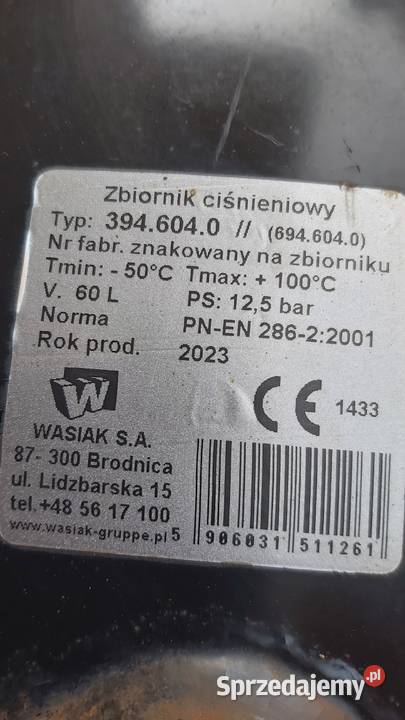 Zbiornik ciśnieniowy
Typ: 394.604.0 // (694.604.0)
Nr fabr. znakowany na zbiorniku
Tmin: - 50°C Tmax: + 100°C
V. 60 L PS: 12,5 bar
Norma PN-EN 286-2:2001
Rok prod. 2023
W
CE 1433
WASIAK S.A.
87- 300 Brodnica
ul. Lidzbarska 15
tel.+48 56 17 100
www.wasiak-gruppe.pl
5 906031 511261
Sprzedajemy.pl